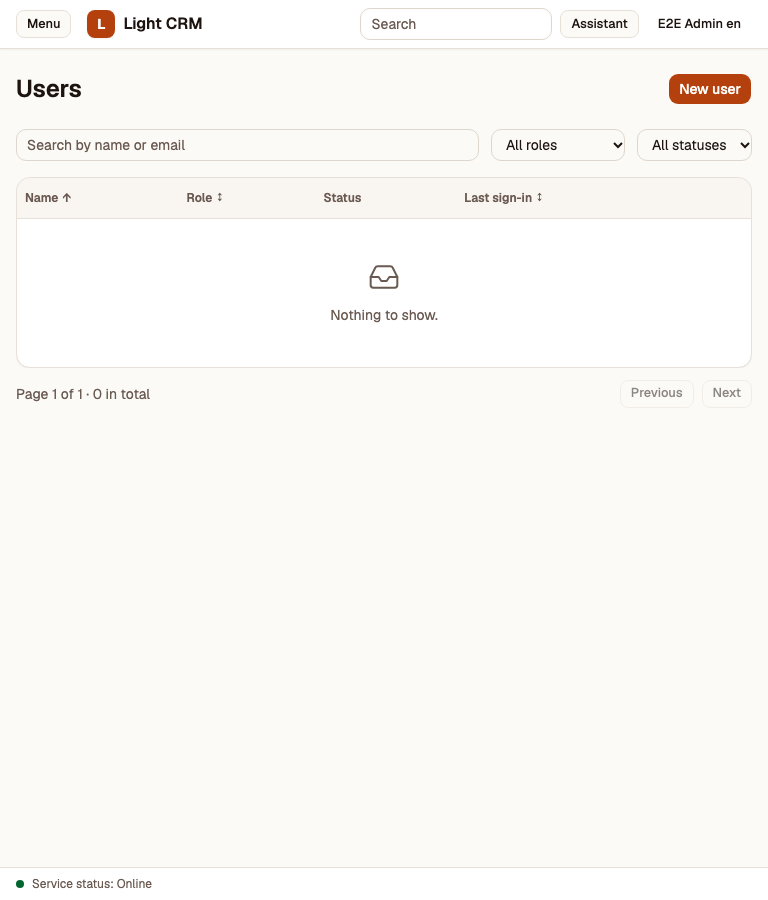 Menu L Light CRM Search Assistant E2E Admin en
Users New user
Search by name or email All roles All statuses
Name ↑ Role ↕ Status Last sign-in ↕
Nothing to show.
Page 1 of 1 · 0 in total Previous Next
Service status: Online